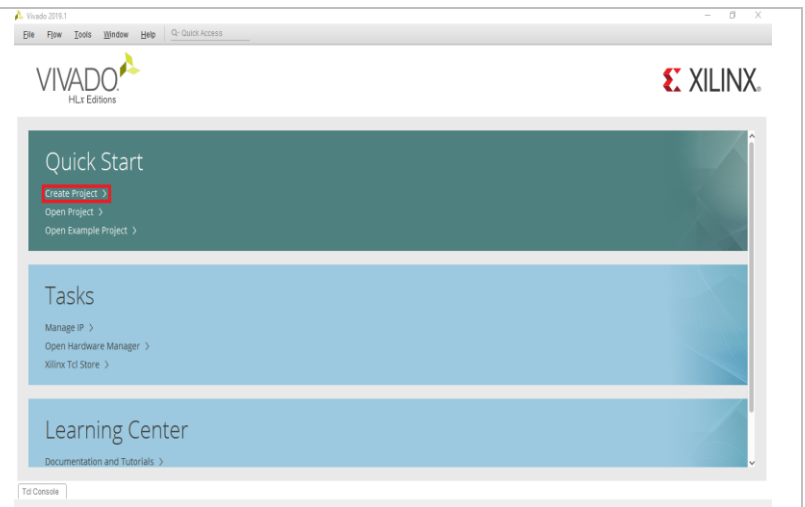 Vivado 2019.1
File Flow Tools Window Help Q- Quick Access
VIVADO.
HLx Editions
XILINX.
Quick Start
Create Project >
Open Project >
Open Example Project >
Tasks
Manage IP >
Open Hardware Manager >
Xilinx Tcl Store >
Learning Center
Documentation and Tutorials >
Tcl Console